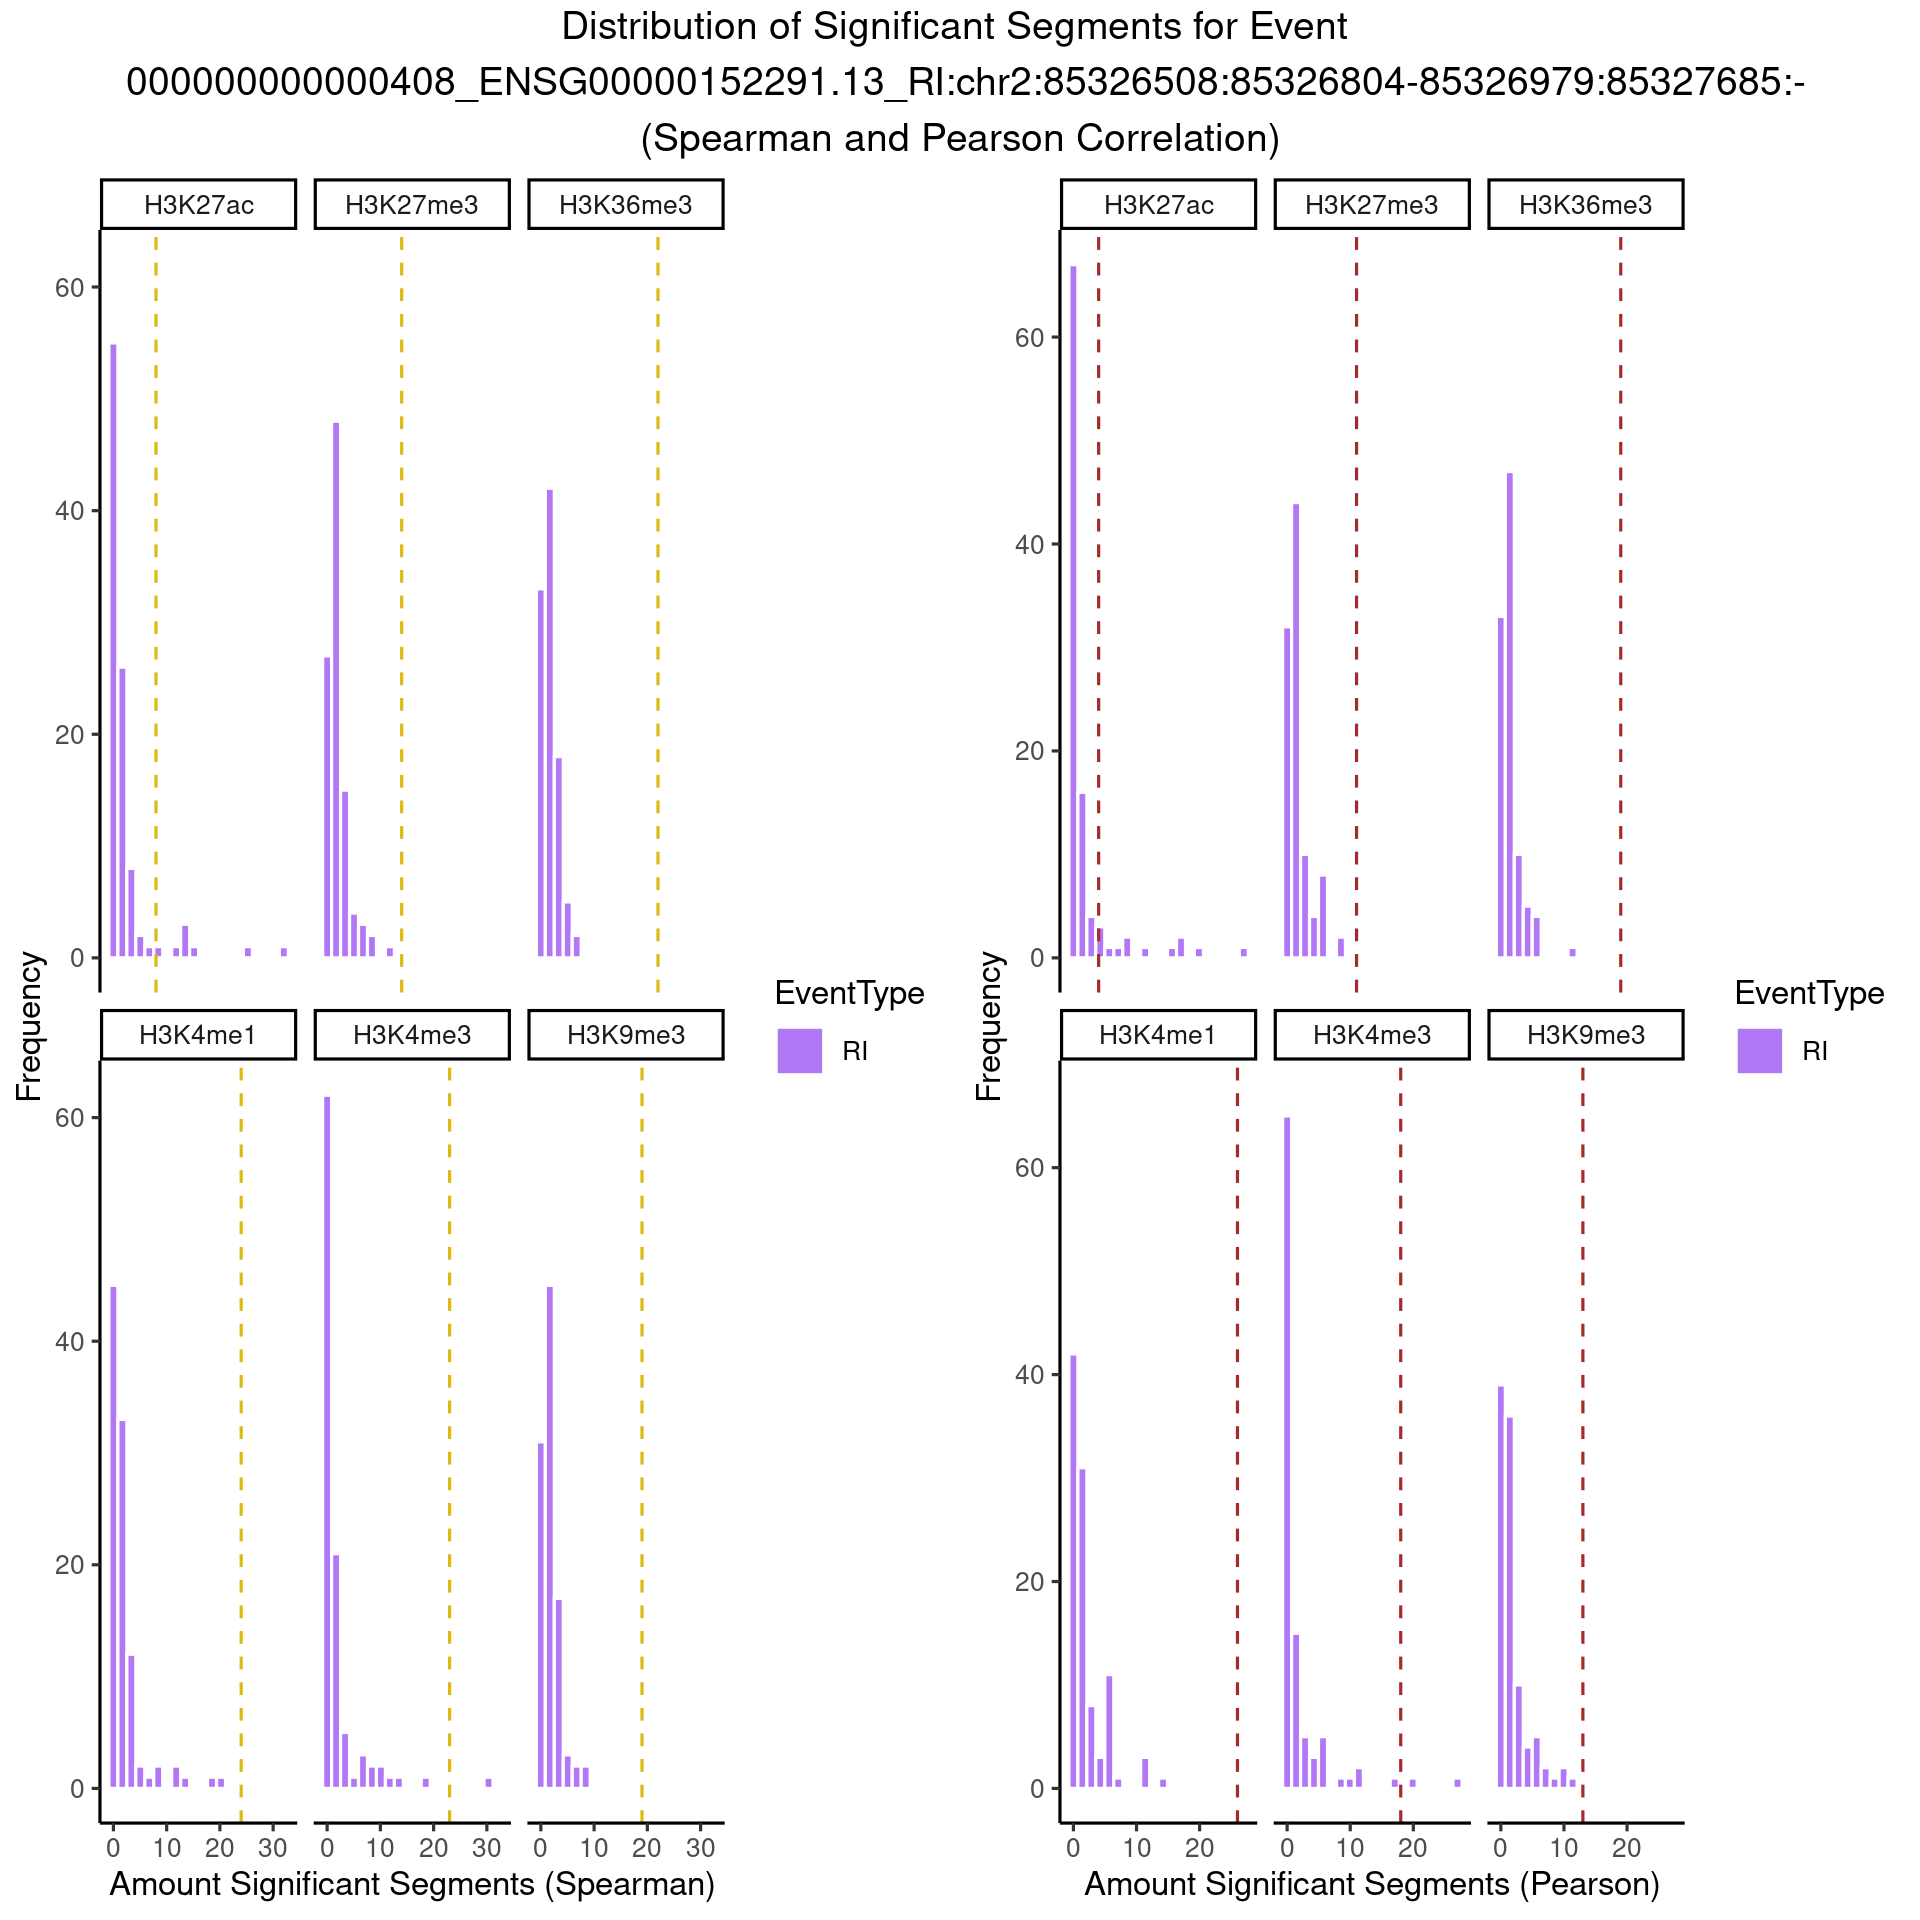 Distribution of Significant Segments for Event
000000000000408_ENSG00000152291.13_RI:chr2:85326508:85326804-85326979:85327685:-
(Spearman and Pearson Correlation)
H3K27ac H3K27me3 H3K36me3
60
40
20
0
H3K4me1 H3K4me3 H3K9me3
60
40
20
0
0 10 20 30 0 10 20 30 0 10 20 30
Frequency
Amount Significant Segments (Spearman)
EventType
RI
H3K27ac H3K27me3 H3K36me3
60
40
20
0
H3K4me1 H3K4me3 H3K9me3
60
40
20
0
0 10 20 0 10 20 0 10 20
Frequency
Amount Significant Segments (Pearson)
EventType
RI